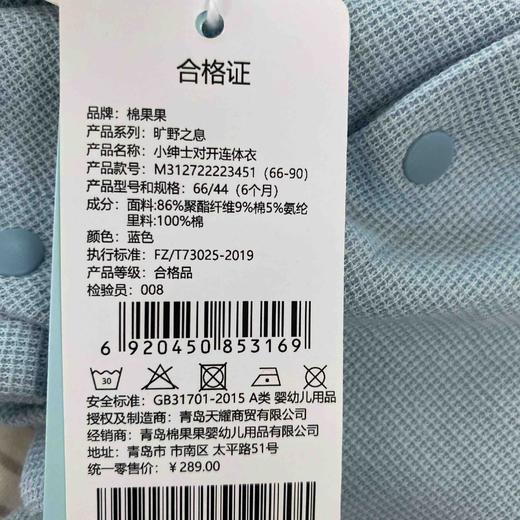 合格证
品牌：棉果果
产品系列：旷野之息
产品名称：小绅士对开连体衣
产品款号：M312722223451（66-90）
产品型号和规格：66/44（6个月）
成分：面料:86%聚酯纤维9%棉5%氨纶
里料:100%棉
颜色：蓝色
执行标准：FZ/T73025-2019
产品等级：合格品
检验员：008
6 920450 853169
30
安全标准：GB31701-2015 A类 婴幼儿用品
授权及制造商：青岛天耀商贸有限公司
经销商：青岛棉果果婴幼儿用品有限公司
地址：青岛市 市南区 太平路51号
统一零售价：￥289.00